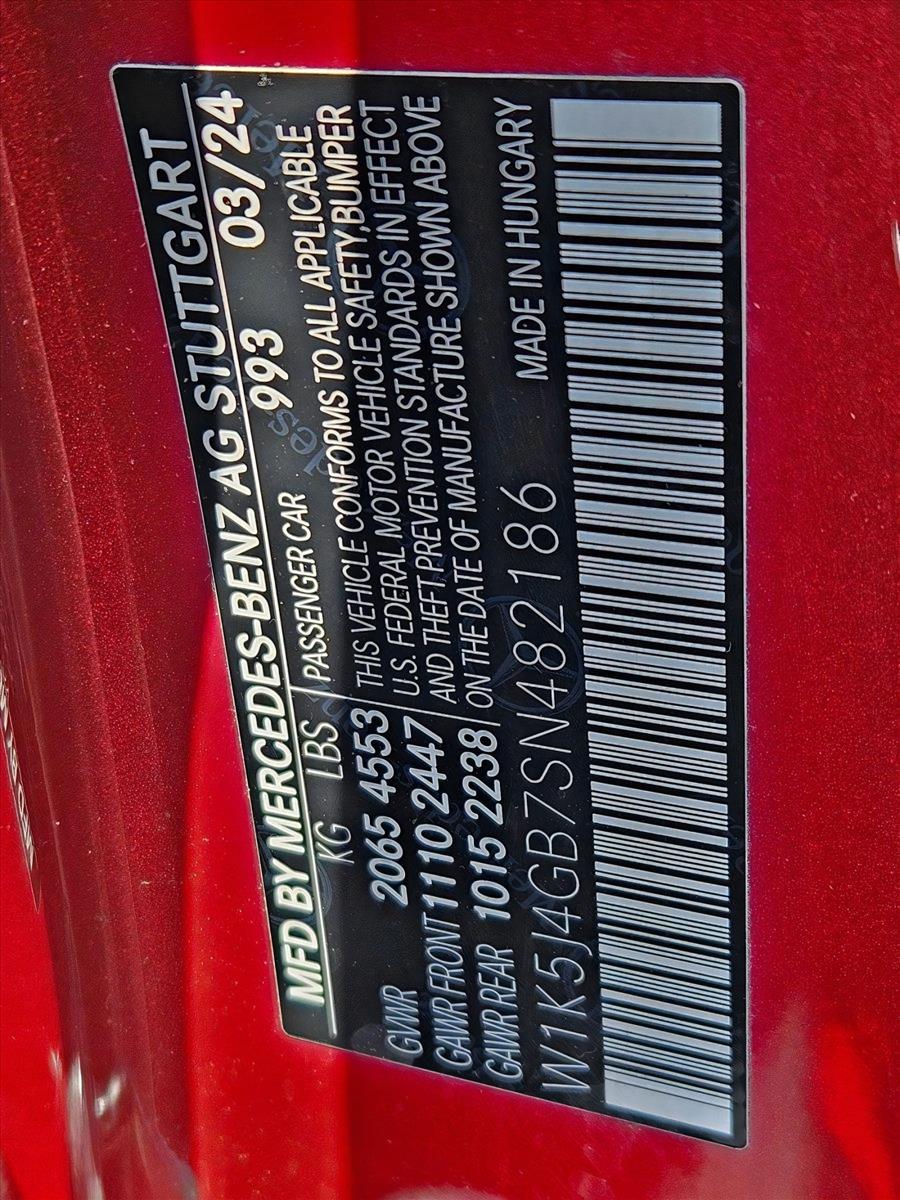 MFD BY MERCEDES-BENZ AG STUTTGART
993 03/24
KG LBS PASSENGER CAR
GVWR 2065 4553
GAWR FRONT 1110 2447
GAWR REAR 1015 2238
THIS VEHICLE CONFORMS TO ALL APPLICABLE
U.S. FEDERAL MOTOR VEHICLE SAFETY,BUMPER
AND THEFT PREVENTION STANDARDS IN EFFECT
ON THE DATE OF MANUFACTURE SHOWN ABOVE
W1K5J4GB7SN482186 MADE IN HUNGARY